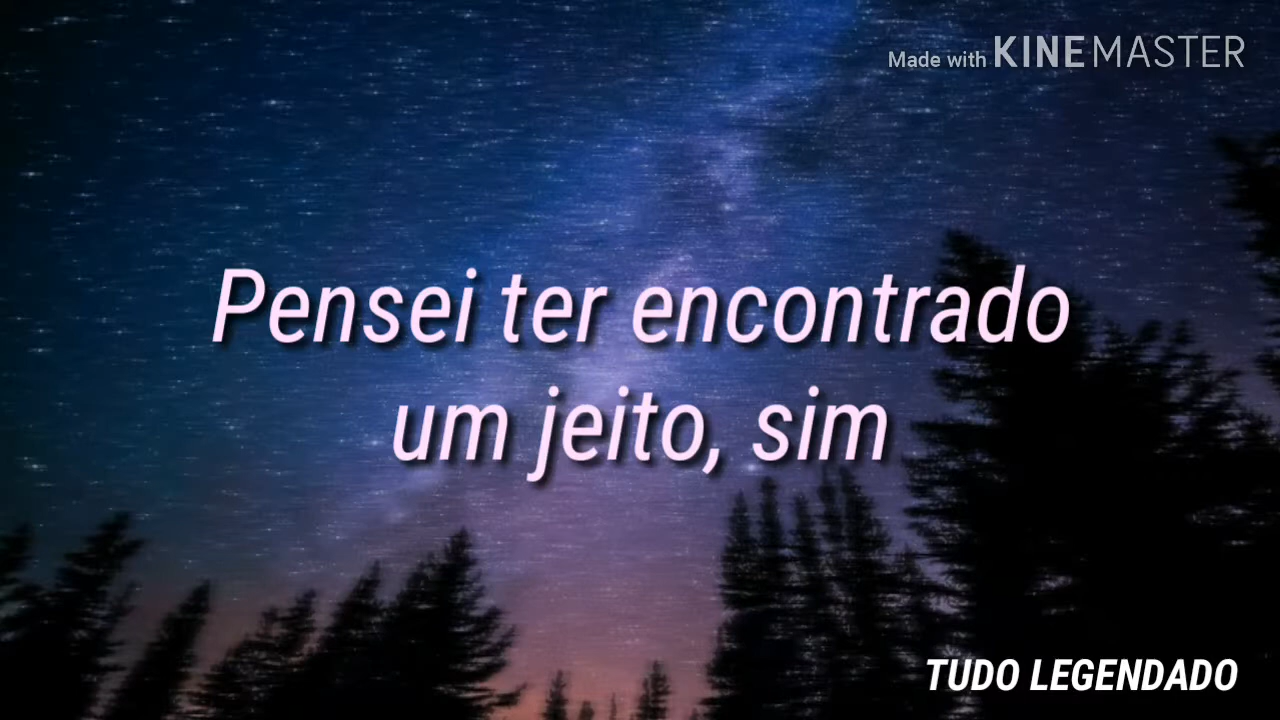 Made with KINEMASTER
Pensei ter encontrado
um jeito, sim
TUDO LEGENDADO